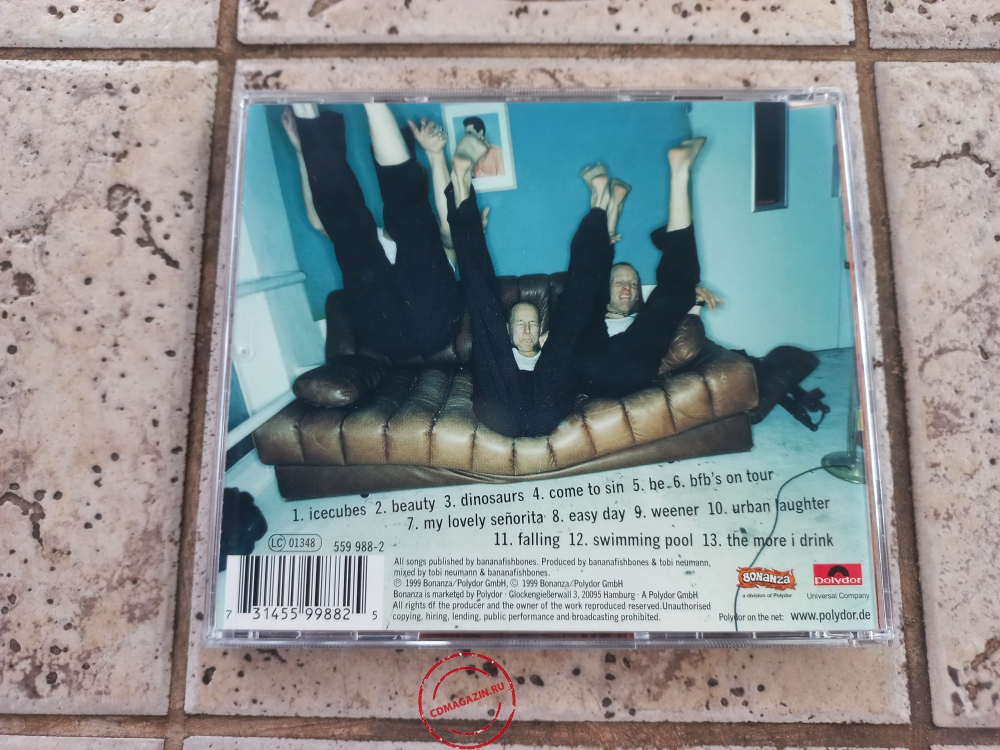 1. icecubes 2. beauty 3. dinosaurs 4. come to sin 5. be 6. bfb's on tour
7. my lovely señorita 8. easy day 9. weener 10. urban laughter
11. falling 12. swimming pool 13. the more i drink
LC 01348 559 988-2
All songs published by bananafishbones. Produced by bananafishbones & tobi neumann,
mixed by tobi neumann & bananafishbones.
℗ 1999 Bonanza/Polydor GmbH, © 1999 Bonanza/Polydor GmbH
Bonanza is marketed by Polydor · Glockengießerwall 3, 20095 Hamburg · A Polydor GmbH
All rights of the producer and the owner of the work reproduced reserved. Unauthorised
copying, hiring, lending, public performance and broadcasting prohibited.
7 31455 99882 5
BONANZA
a division of Polydor
Polydor
Universal Company
Polydor on the net: www.polydor.de
CDMAGAZIN.RU